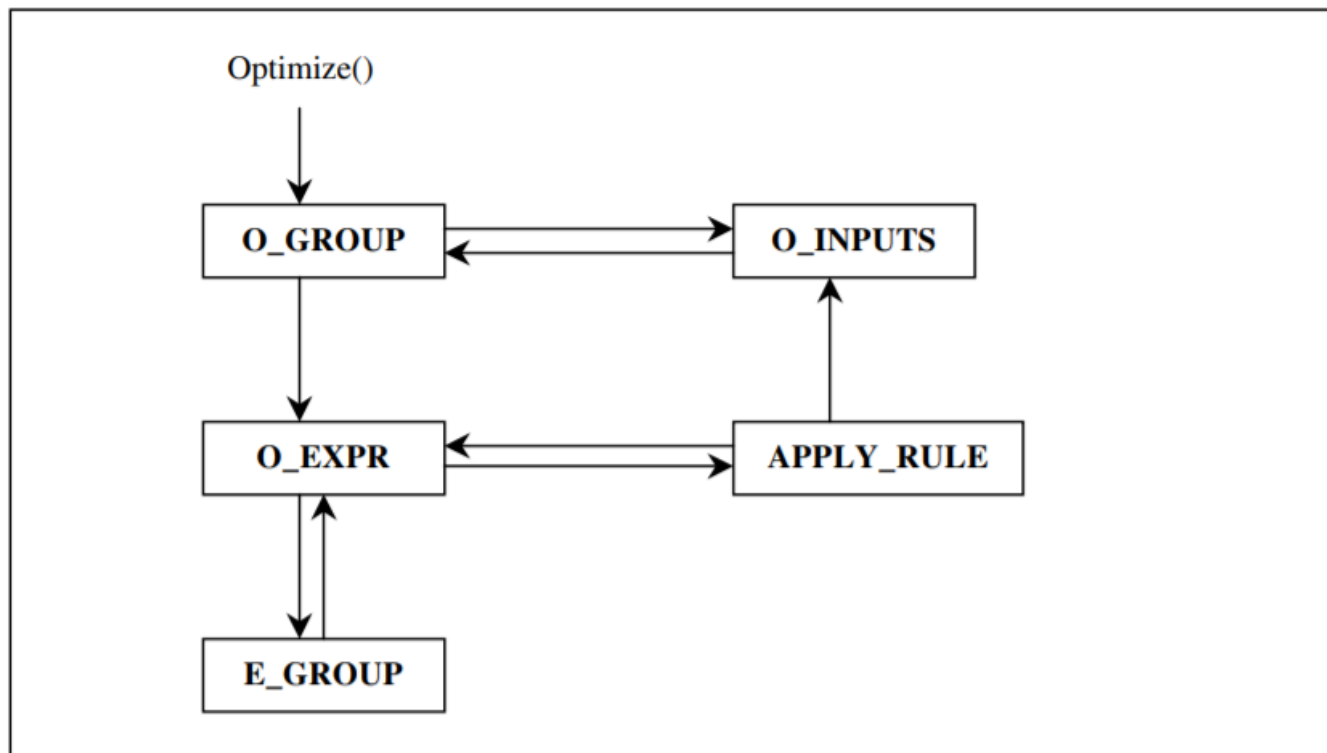 Optimize()
O_GROUP
O_INPUTS
O_EXPR
APPLY_RULE
E_GROUP